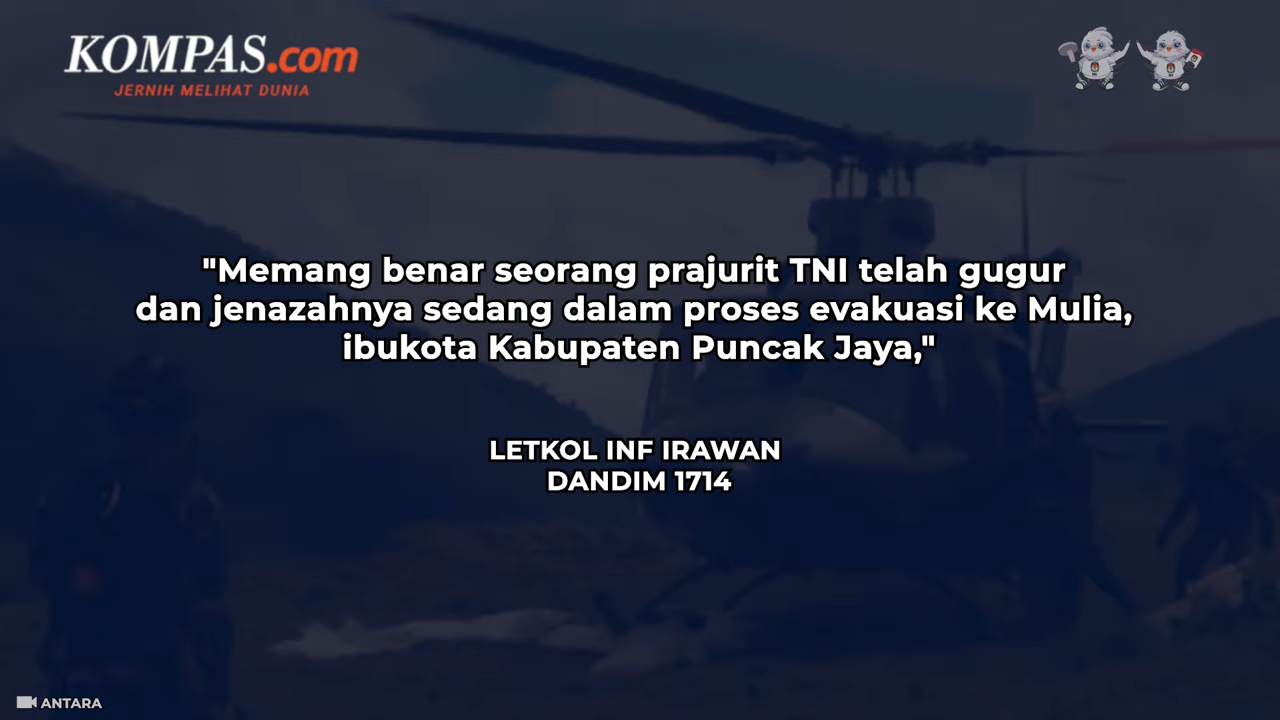 KOMPAS.com
JERNIH MELIHAT DUNIA
"Memang benar seorang prajurit TNI telah gugur
dan jenazahnya sedang dalam proses evakuasi ke Mulia,
ibukota Kabupaten Puncak Jaya,"
LETKOL INF IRAWAN
DANDIM 1714
ANTARA